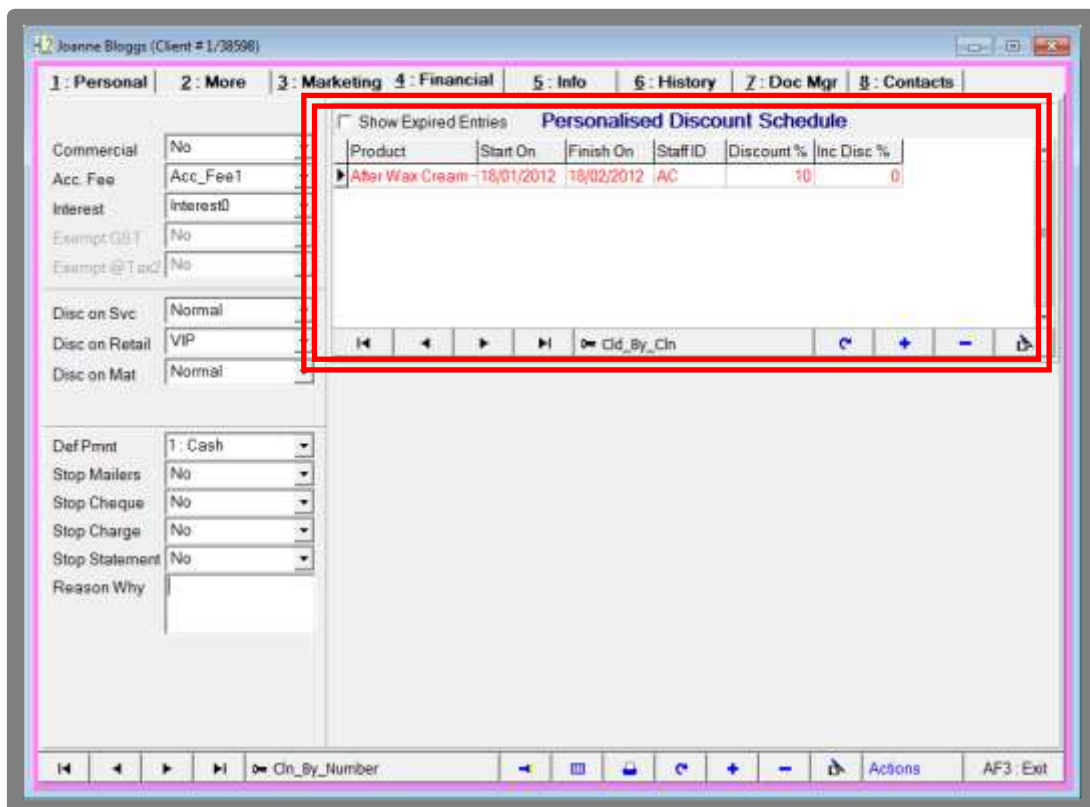 Joanne Bloggs (Client # 1/38598)
1 : Personal 2 : More 3 : Marketing 4 : Financial 5 : Info 6 : History 7 : Doc Mgr 8 : Contacts
Show Expired Entries Personalised Discount Schedule
Product Start On Finish On Staff ID Discount % Inc Disc %
After Wax Cream - 18/01/2012 18/02/2012 AC 10 0
Cld_By_Cln
Commercial No
Acc. Fee Acc_Fee1
Interest Interest0
Exempt GST No
Exempt @Tax2 No
Disc on Svc Normal
Disc on Retail VIP
Disc on Mat Normal
Def Pmnt 1 : Cash
Stop Mailers No
Stop Cheque No
Stop Charge No
Stop Statement No
Reason Why
Cln_By_Number Actions AF3 : Exit